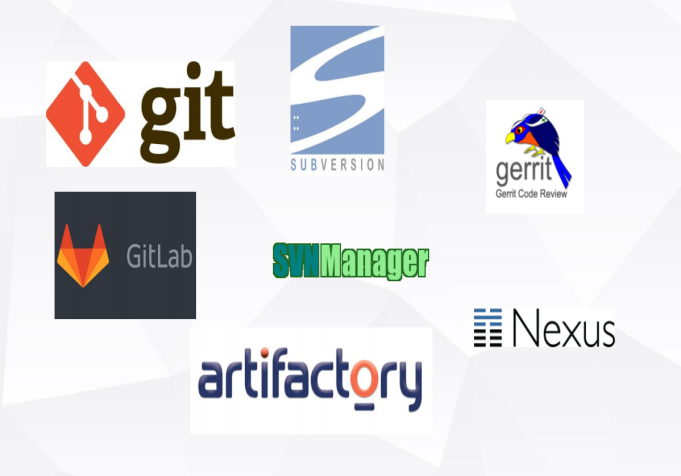 git
SUBVERSION
gerrit
Gerrit Code Review
GitLab
SVNManager
Nexus
artifactory